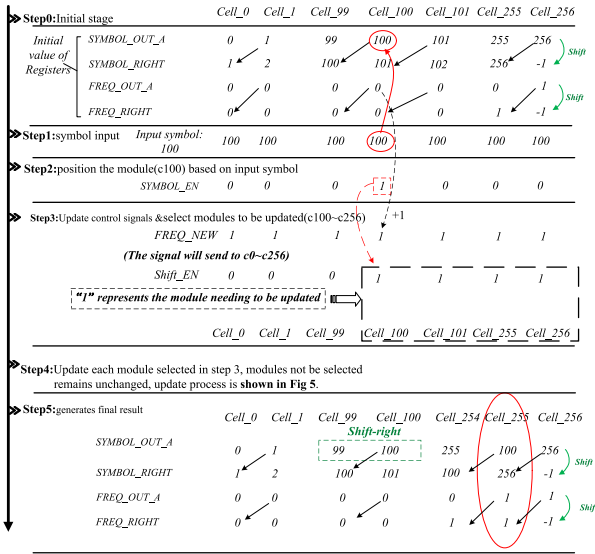 Step0:Initial stage Cell_0 Cell_1 Cell_99 Cell_100 Cell_101 Cell_255 Cell_256
Initial value of Registers
SYMBOL_OUT_A 0 1 99 100 101 255 256
Shift
SYMBOL_RIGHT 1 2 100 101 102 256 -1
FREQ_OUT_A 0 0 0 0 0 0 1
Shift
FREQ_RIGHT 0 0 0 0 0 1 -1
Step1:symbol input Input symbol: 100 100 100 100 100 100 100 100
Step2:position the module(c100) based on input symbol
SYMBOL_EN 0 0 0 1 0 0 0
Step3:Update control signals &select modules to be updated(c100~c256)
+1
FREQ_NEW 1 1 1 1 1 1 1
(The signal will send to c0~c256)
Shift_EN 0 0 0 1 1 1 1
"1" represents the module needing to be updated
Cell_0 Cell_1 Cell_99 Cell_100 Cell_101 Cell_255 Cell_256
Step4:Update each module selected in step 3, modules not be selected
remains unchanged, update process is shown in Fig 5.
Step5:generates final result
Cell_0 Cell_1 Cell_99 Cell_100 Cell_254 Cell_255 Cell_256
Shift-right
SYMBOL_OUT_A 0 1 99 100 255 100 256
Shift
SYMBOL_RIGHT 1 2 100 101 100 256 -1
FREQ_OUT_A 0 0 0 0 0 1 1
Shif
FREQ_RIGHT 0 0 0 0 1 1 -1